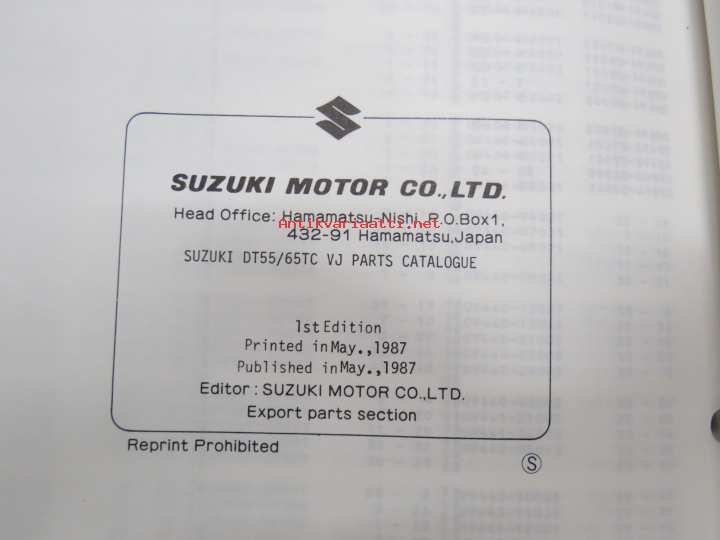 SUZUKI MOTOR CO.,LTD.
Head Office: Hamamatsu-Nishi, P.O.Box1,
Antikvariaatti.net
432-91 Hamamatsu,Japan
SUZUKI DT55/65TC VJ PARTS CATALOGUE
1st Edition
Printed in May.,1987
Published in May.,1987
Editor : SUZUKI MOTOR CO.,LTD.
Export parts section
Reprint Prohibited
S